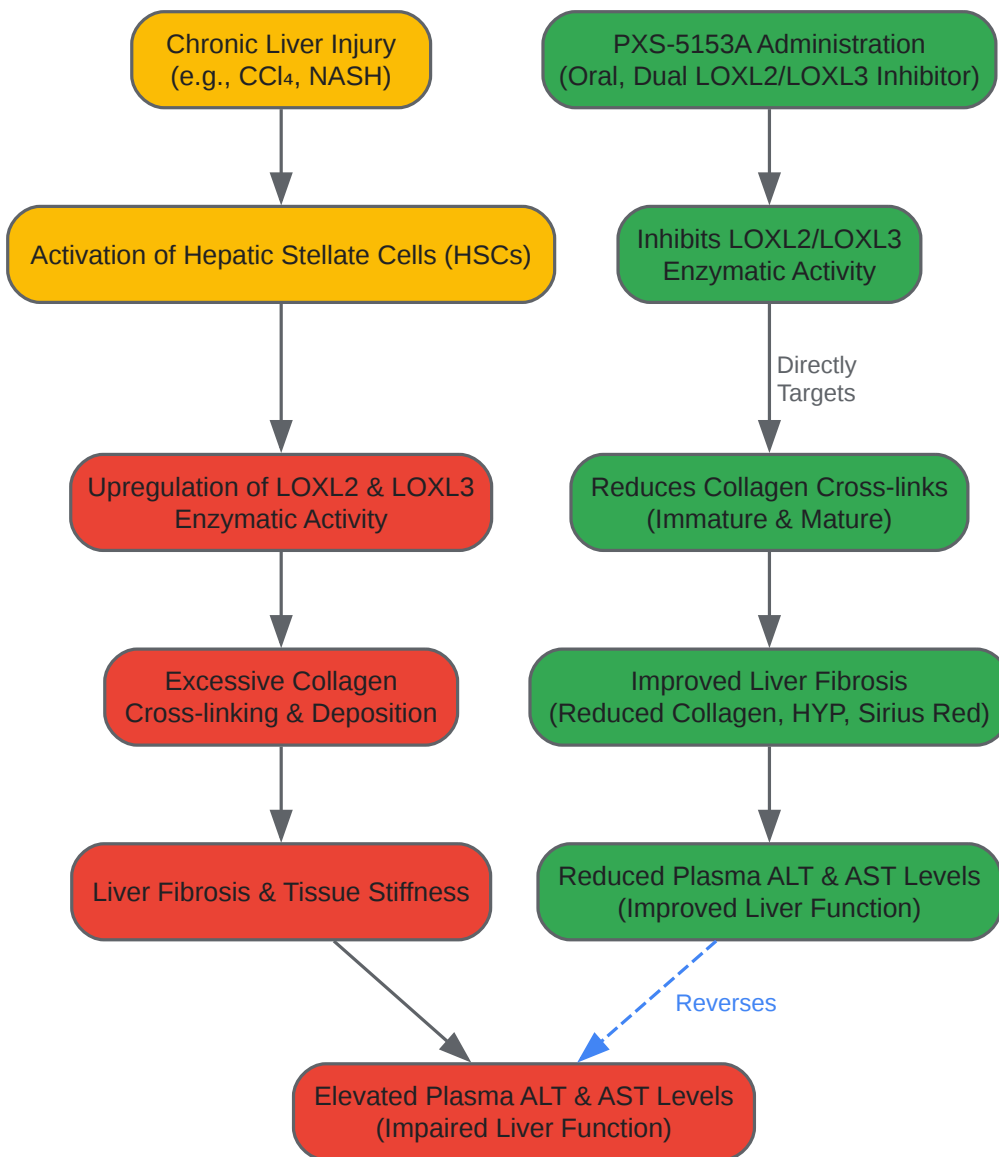 Chronic Liver Injury
(e.g., CCl₄, NASH)
PXS-5153A Administration
(Oral, Dual LOXL2/LOXL3 Inhibitor)
Activation of Hepatic Stellate Cells (HSCs)
Inhibits LOXL2/LOXL3
Enzymatic Activity
Directly
Targets
Upregulation of LOXL2 & LOXL3
Enzymatic Activity
Reduces Collagen Cross-links
(Immature & Mature)
Excessive Collagen
Cross-linking & Deposition
Improved Liver Fibrosis
(Reduced Collagen, HYP, Sirius Red)
Liver Fibrosis & Tissue Stiffness
Reduced Plasma ALT & AST Levels
(Improved Liver Function)
Reverses
Elevated Plasma ALT & AST Levels
(Impaired Liver Function)